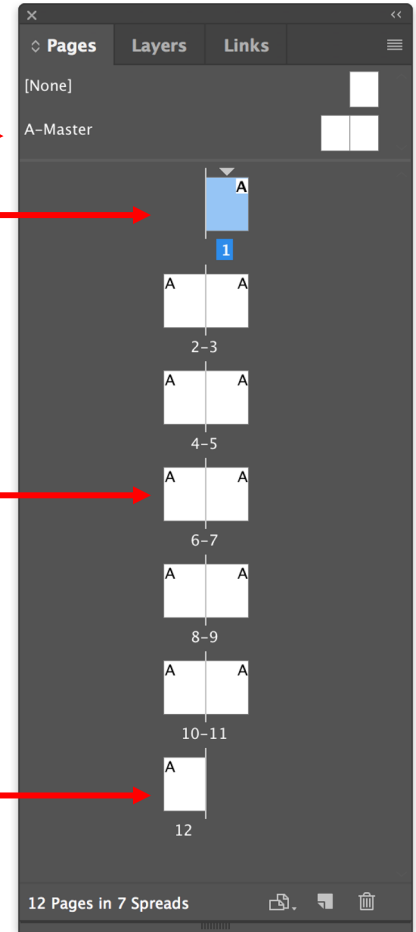 Pages Layers Links
[None]
A-Master
A
1
A A
2-3
A A
4-5
A A
6-7
A A
8-9
A A
10-11
A
12
12 Pages in 7 Spreads